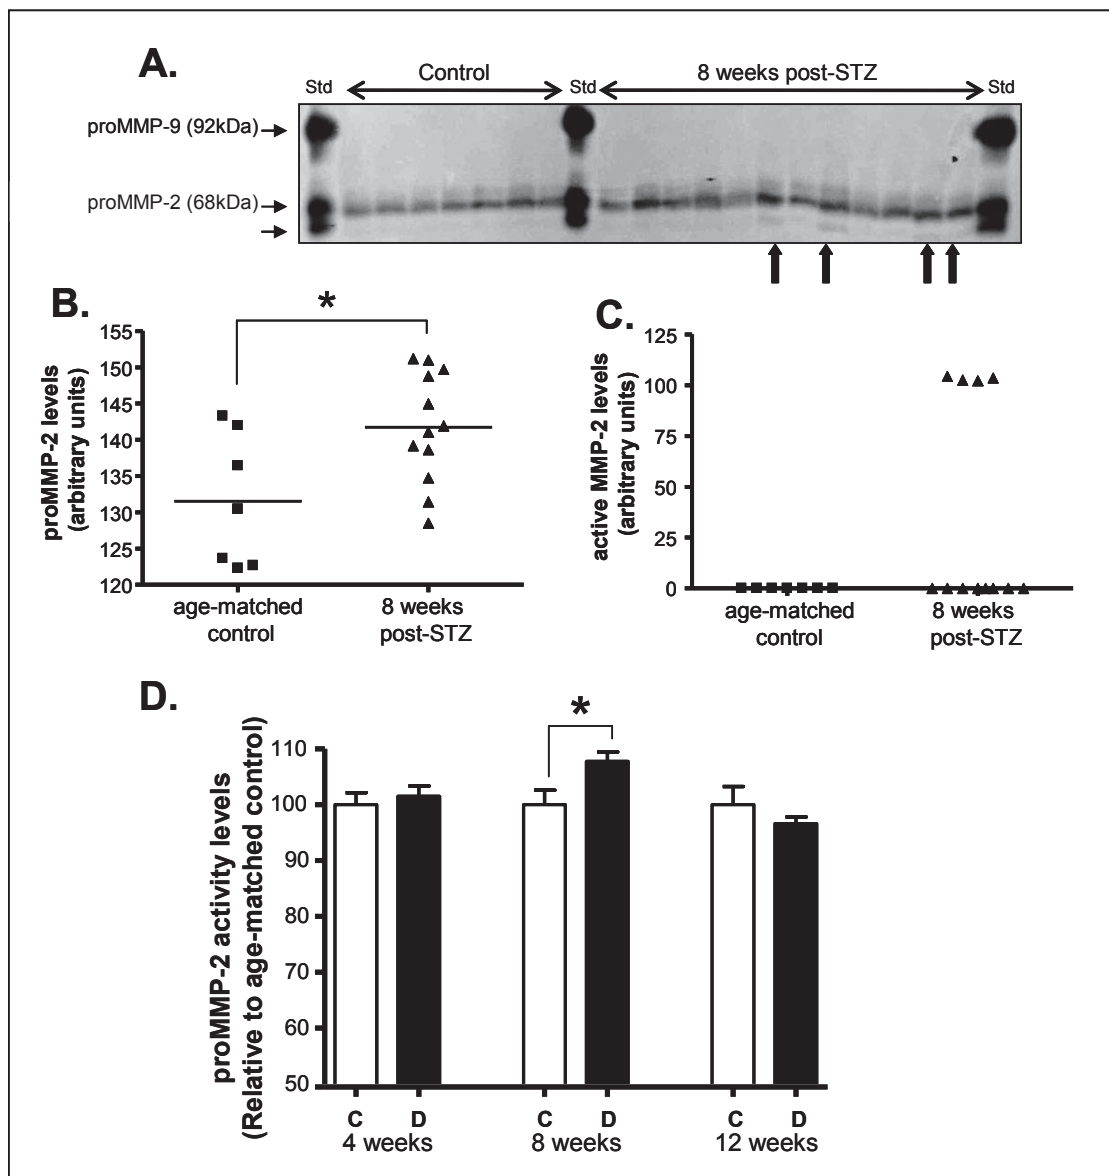 A.
Std
Control
Std
8 weeks post-STZ
Std
proMMP-9 (92kDa)
proMMP-2 (68kDa)
B.
*
proMMP-2 levels
(arbitrary units)
155
150
145
140
135
130
125
120
age-matched
control
8 weeks
post-STZ
C.
active MMP-2 levels
(arbitrary units)
125
100
75
50
25
0
age-matched
control
8 weeks
post-STZ
D.
*
proMMP-2 activity levels
(Relative to age-matched control)
110
100
90
80
70
60
50
C D C D C D
4 weeks 8 weeks 12 weeks